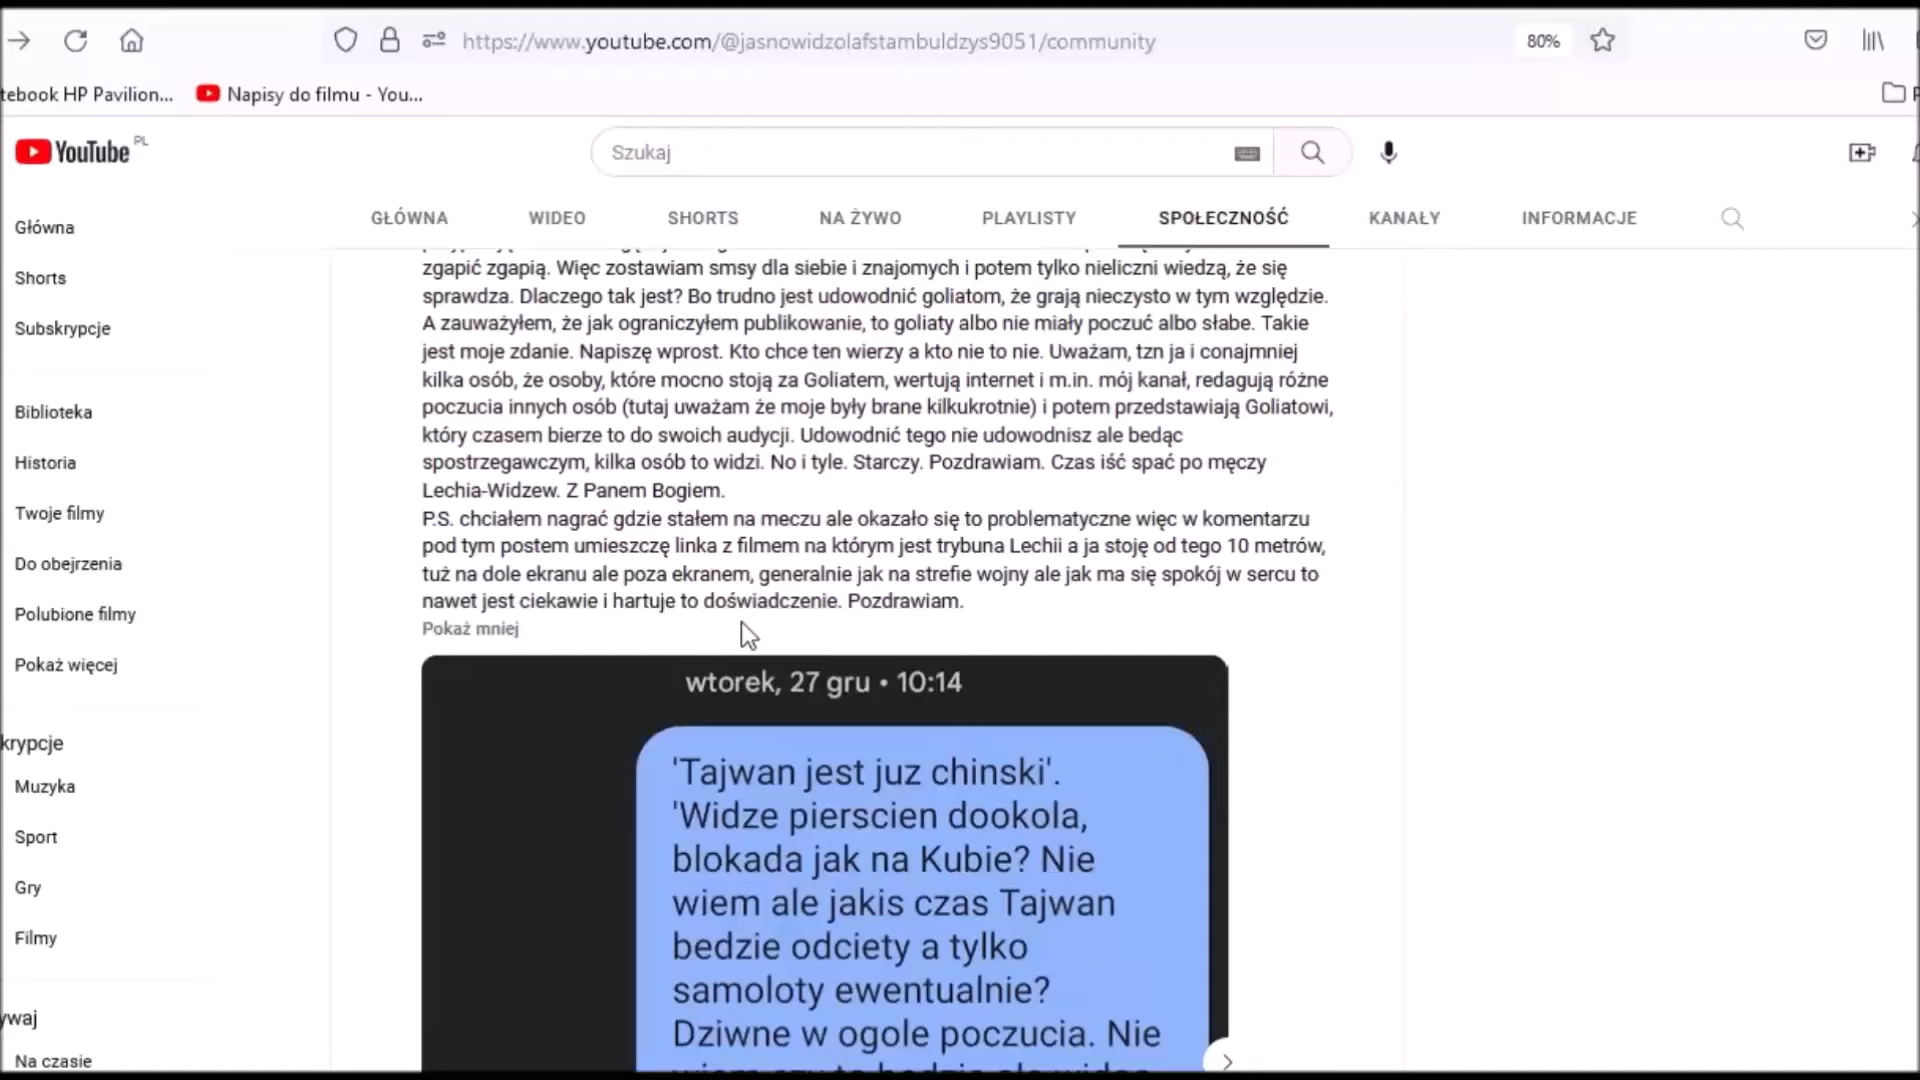 https://www.youtube.com/@jasnowidzolafstambuldzys9051/community
80%
tebook HP Pavilion...
Napisy do filmu - You...
YouTube PL
Szukaj
GŁÓWNA
WIDEO
SHORTS
NA ŻYWO
PLAYLISTY
SPOŁECZNOŚĆ
KANAŁY
INFORMACJE
Główna
Shorts
Subskrypcje
Biblioteka
Historia
Twoje filmy
Do obejrzenia
Polubione filmy
Pokaż więcej
krypcje
Muzyka
Sport
Gry
Filmy
ywaj
Na czasie
zgapić zgapią. Więc zostawiam smsy dla siebie i znajomych i potem tylko nieliczni wiedzą, że się
sprawdza. Dlaczego tak jest? Bo trudno jest udowodnić goliatom, że grają nieczysto w tym względzie.
A zauważyłem, że jak ograniczyłem publikowanie, to goliaty albo nie miały poczuć albo słabe. Takie
jest moje zdanie. Napiszę wprost. Kto chce ten wierzy a kto nie to nie. Uważam, tzn ja i conajmniej
kilka osób, że osoby, które mocno stoją za Goliatem, wertują internet i m.in. mój kanał, redagują różne
poczucia innych osób (tutaj uważam że moje były brane kilkukrotnie) i potem przedstawiają Goliatowi,
który czasem bierze to do swoich audycji. Udowodnić tego nie udowodnisz ale bedąc
spostrzegawczym, kilka osób to widzi. No i tyle. Starczy. Pozdrawiam. Czas iść spać po męczy
Lechia-Widzew. Z Panem Bogiem.
P.S. chciałem nagrać gdzie stałem na meczu ale okazało się to problematyczne więc w komentarzu
pod tym postem umieszczę linka z filmem na którym jest trybuna Lechii a ja stoję od tego 10 metrów,
tuż na dole ekranu ale poza ekranem, generalnie jak na strefie wojny ale jak ma się spokój w sercu to
nawet jest ciekawie i hartuje to doświadczenie. Pozdrawiam.
Pokaż mniej
wtorek, 27 gru • 10:14
'Tajwan jest juz chinski'.
'Widze pierscien dookola,
blokada jak na Kubie? Nie
wiem ale jakis czas Tajwan
bedzie odciety a tylko
samoloty ewentualnie?
Dziwne w ogole poczucia. Nie